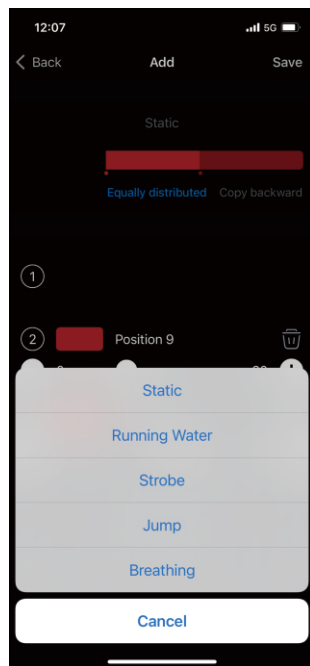 12:07 5G
Back Add Save
Static
Equally distributed Copy backward
1
2 Position 9
Static
Running Water
Strobe
Jump
Breathing
Cancel